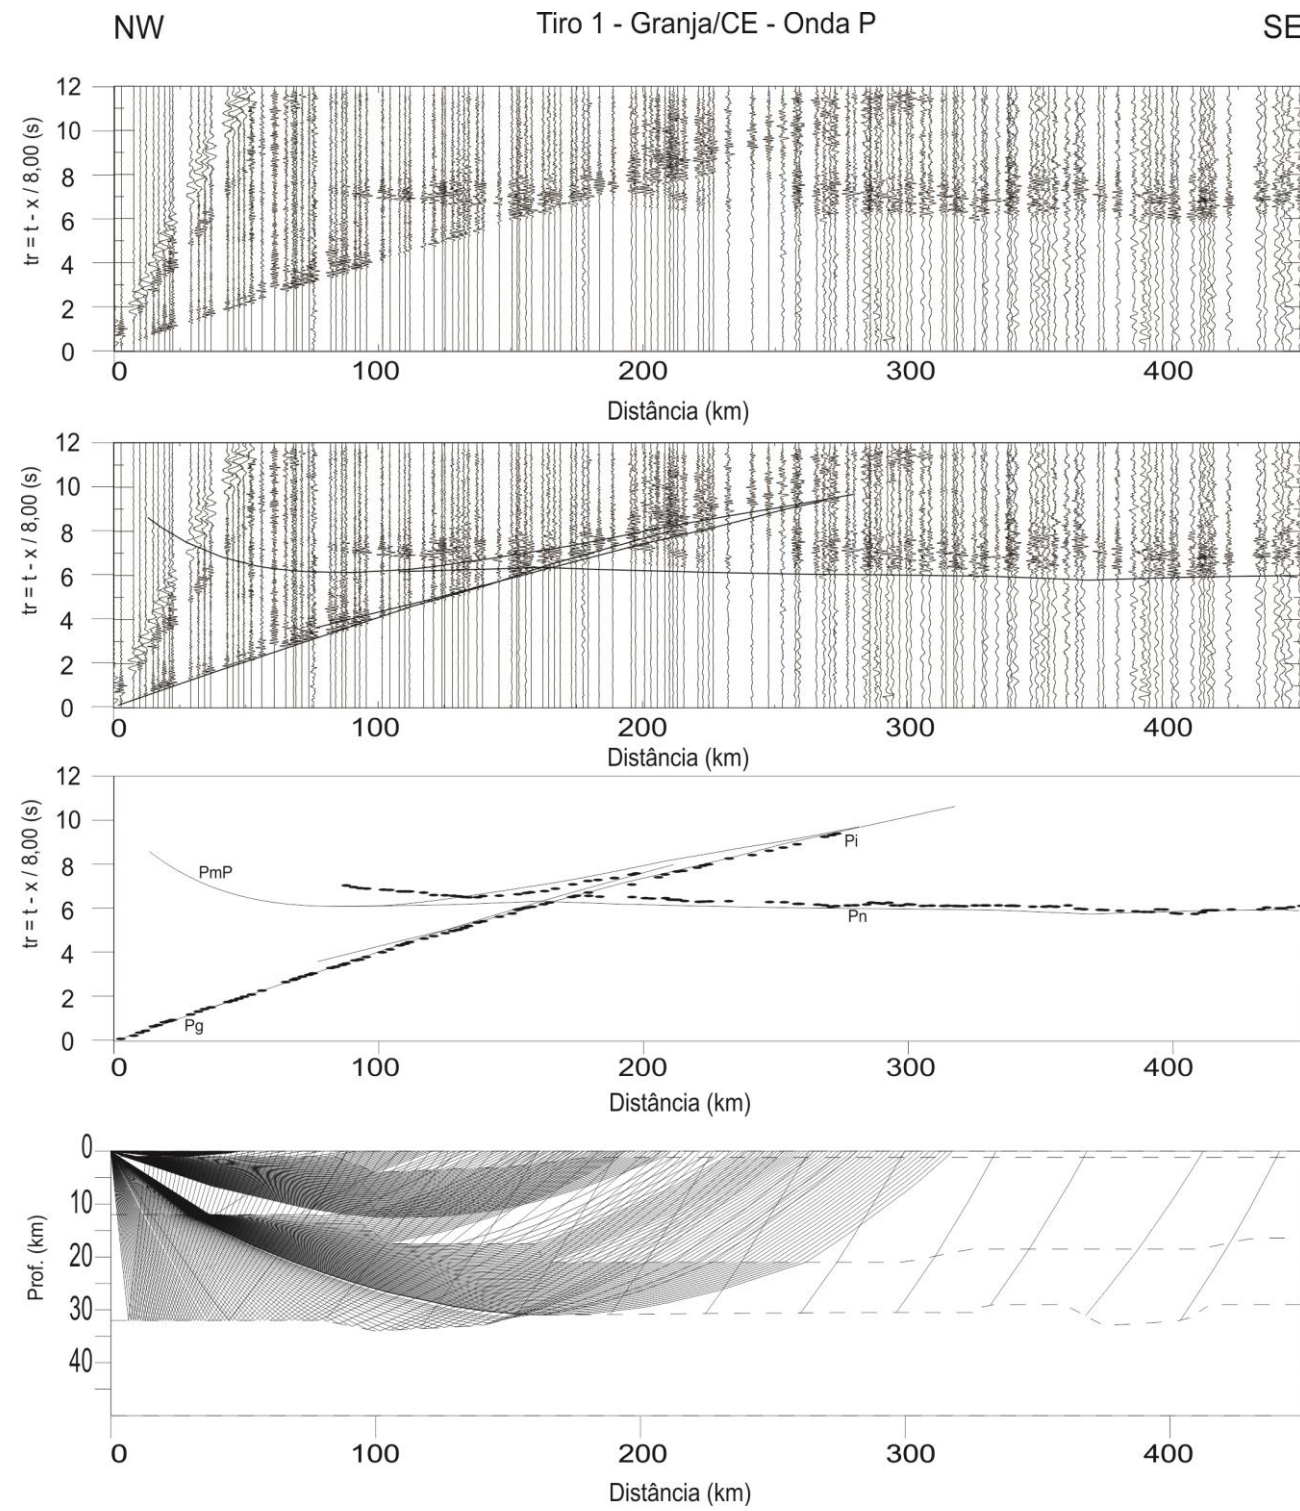 NW Tiro 1 - Granja/CE - Onda P SE
12
10
8
6
4
2
0
tr = t - x / 8,00 (s)
0 100 200 300 400
Distância (km)
12
10
8
6
4
2
0
tr = t - x / 8,00 (s)
0 100 200 300 400
Distância (km)
12
10
8
6
4
2
0
tr = t - x / 8,00 (s)
PmP
Pi
Pn
Pg
0 100 200 300 400
Distância (km)
0
10
20
30
40
Prof. (km)
0 100 200 300 400
Distância (km)